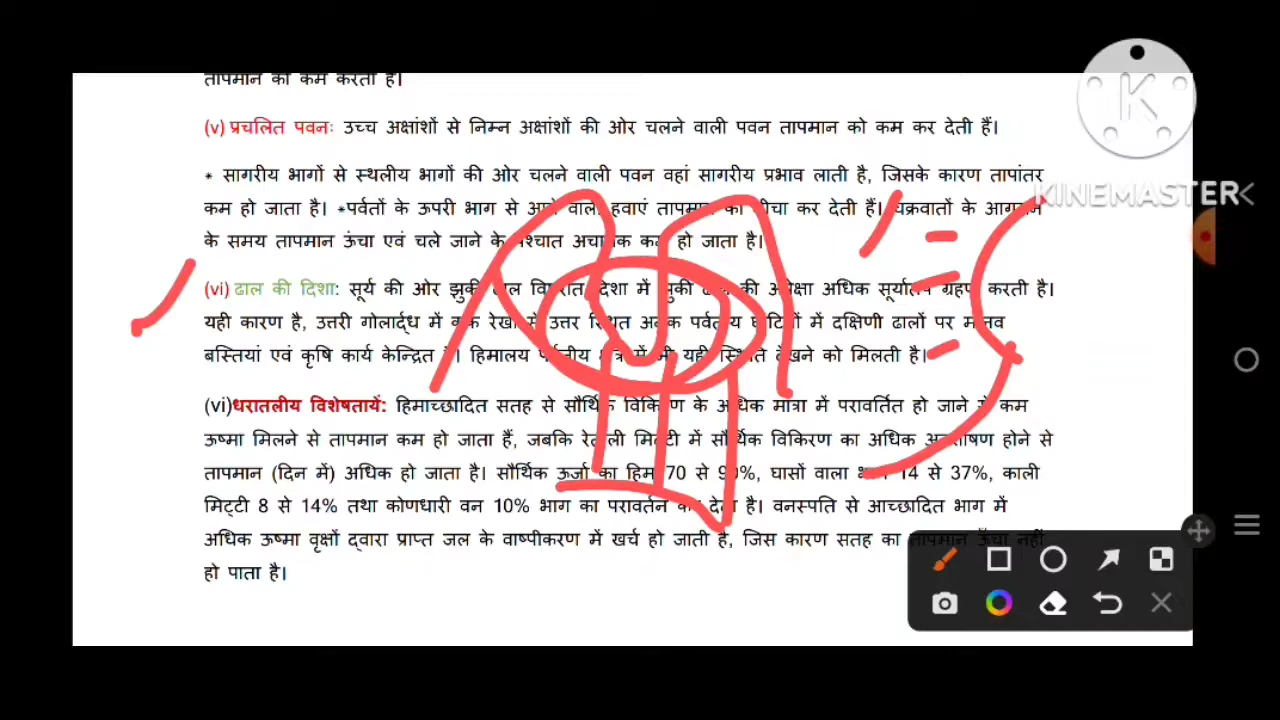 तापमान को कम करता है।
(v) प्रचलित पवनः उच्च अक्षांशों से निम्न अक्षांशों की ओर चलने वाली पवन तापमान को कम कर देती हैं।
* सागरीय भागों से स्थलीय भागों की ओर चलने वाली पवन वहां सागरीय प्रभाव लाती है, जिसके कारण तापांतर
कम हो जाता है। *पर्वतों के ऊपरी भाग से आने वाली हवाएं तापमान को नीचा कर देती हैं। चक्रवातों के आगमन
के समय तापमान ऊंचा एवं चले जाने के पश्चात अचानक कम हो जाता है।
(vi) ढाल की दिशा: सूर्य की ओर झुकी ढाल विपरीत दिशा में झुकी ढाल की अपेक्षा अधिक सूर्यातप ग्रहण करती है।
यही कारण है, उत्तरी गोलार्द्ध में कर्क रेखा से उत्तर स्थित अनेक पर्वतीय घाटियों में दक्षिणी ढालों पर मानव
बस्तियां एवं कृषि कार्य केन्द्रित है। हिमालय पर्वतीय क्षेत्र में भी यही स्थिति देखने को मिलती है।
(vi)धरातलीय विशेषतायें: हिमाच्छादित सतह से सौर्थिक विकिरण के अधिक मात्रा में परावर्तित हो जाने से कम
ऊष्मा मिलने से तापमान कम हो जाता हैं, जबकि रेतीली मिट्टी में सौर्थिक विकिरण का अधिक अवशोषण होने से
तापमान (दिन में) अधिक हो जाता है। सौर्थिक ऊर्जा का हिम 70 से 90%, घासों वाला 14 से 37%, काली
मिट्टी 8 से 14% तथा कोणधारी वन 10% भाग का परावर्तन कर देता है। वनस्पति से आच्छादित भाग में
अधिक ऊष्मा वृक्षों द्वारा प्राप्त जल के वाष्पीकरण में खर्च हो जाती है, जिस कारण सतह का तापमान ऊँचा नहीं
हो पाता है।
KINEMASTER